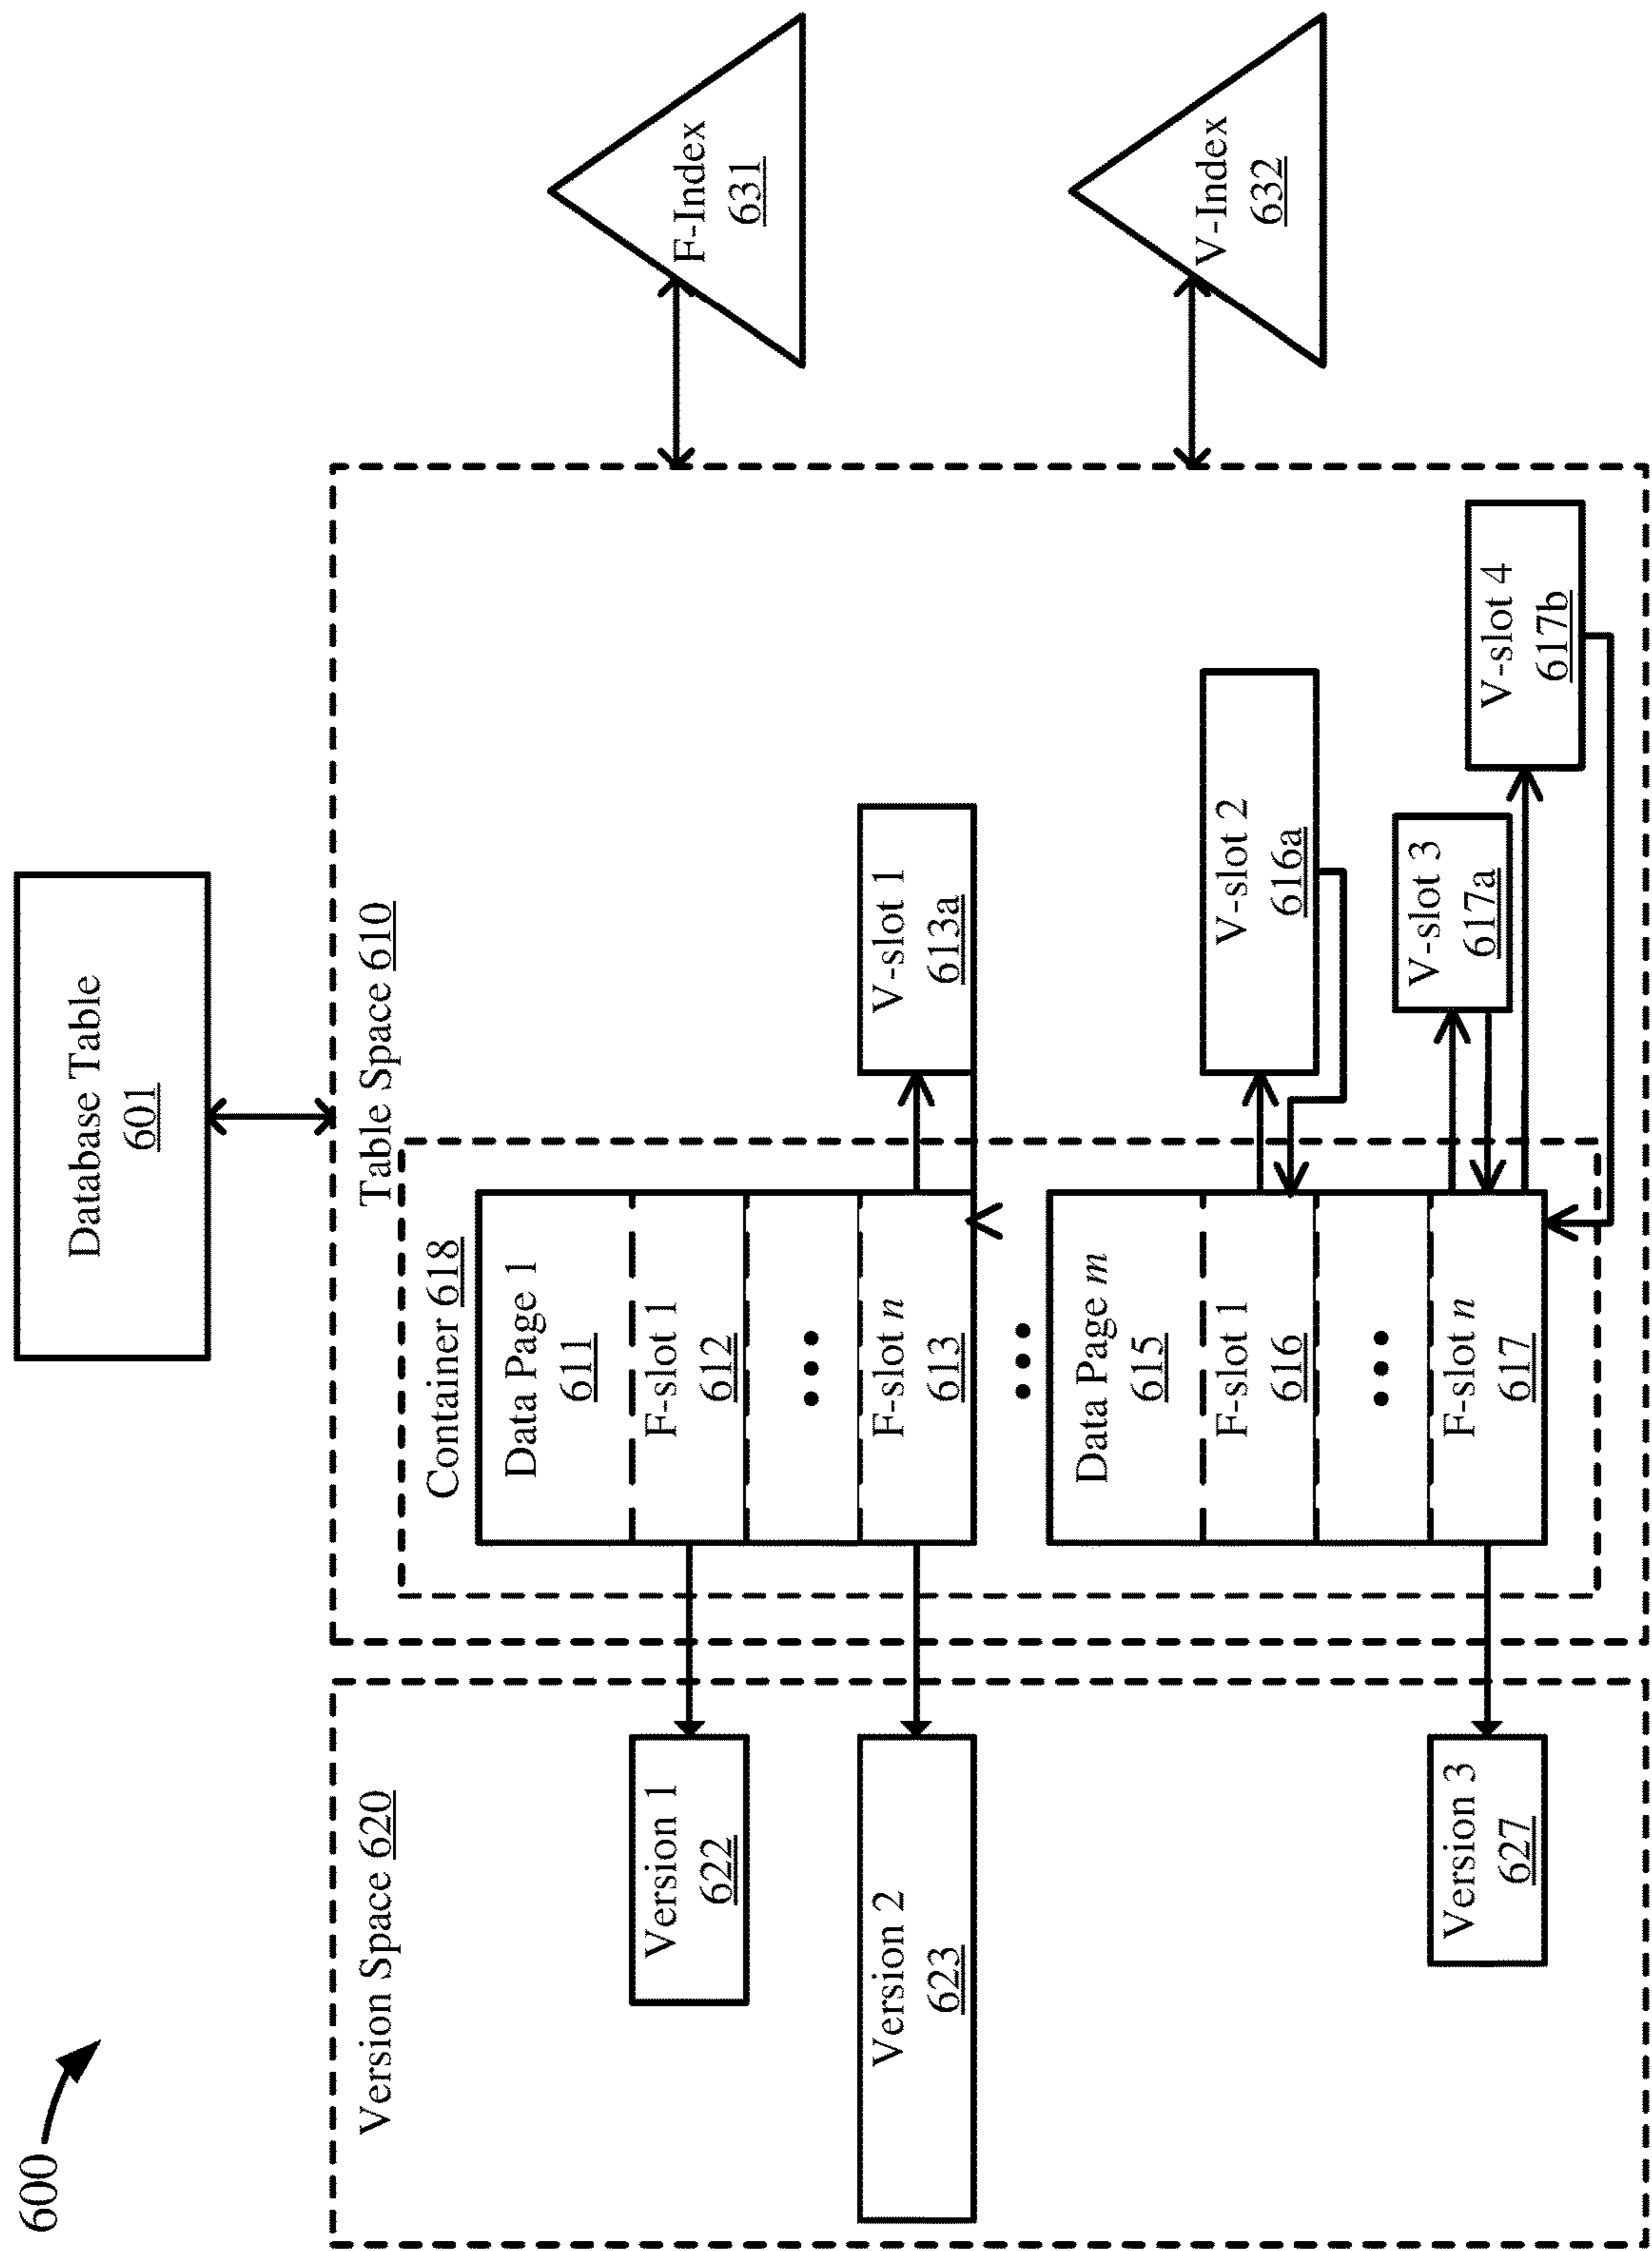 600
Database Table
601
Version Space 620
Table Space 610
Container 618
Data Page 1
611
Version 1
622
F-slot 1
612
F-Index
631
Version 2
623
F-slot n
613
V-slot 1
613a
Data Page m
615
F-slot 1
616
V-slot 2
616a
V-Index
632
Version 3
627
F-slot n
617
V-slot 3
617a
V-slot 4
617b